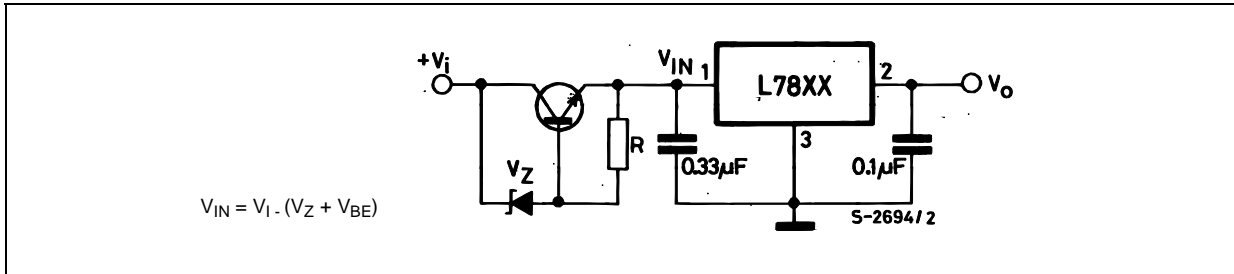 +Vi
VIN
1
L78XX
2
Vo
3
R
0.33µF
0.1µF
VZ
VIN = VI - (VZ + VBE)
S-2694/2